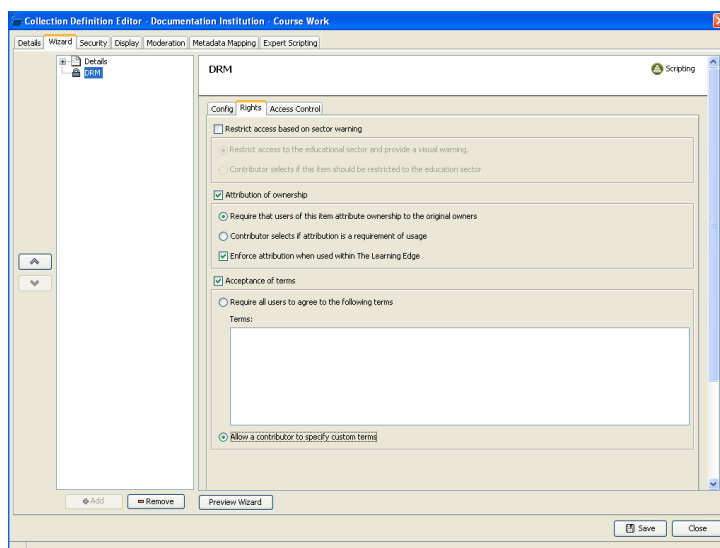 Collection Definition Editor - Documentation Institution - Course Work
Details Wizard Security Display Moderation Metadata Mapping Expert Scripting
Details
DRM
DRM
Scripting
Config Rights Access Control
Restrict access based on sector warning
Restrict access to the educational sector and provide a visual warning.
Contributor selects if this item should be restricted to the education sector
Attribution of ownership
Require that users of this item attribute ownership to the original owners
Contributor selects if attribution is a requirement of usage
Enforce attribution when used within The Learning Edge
Acceptance of terms
Require all users to agree to the following terms
Terms:
Allow a contributor to specify custom terms
Add Remove Preview Wizard
Save Close